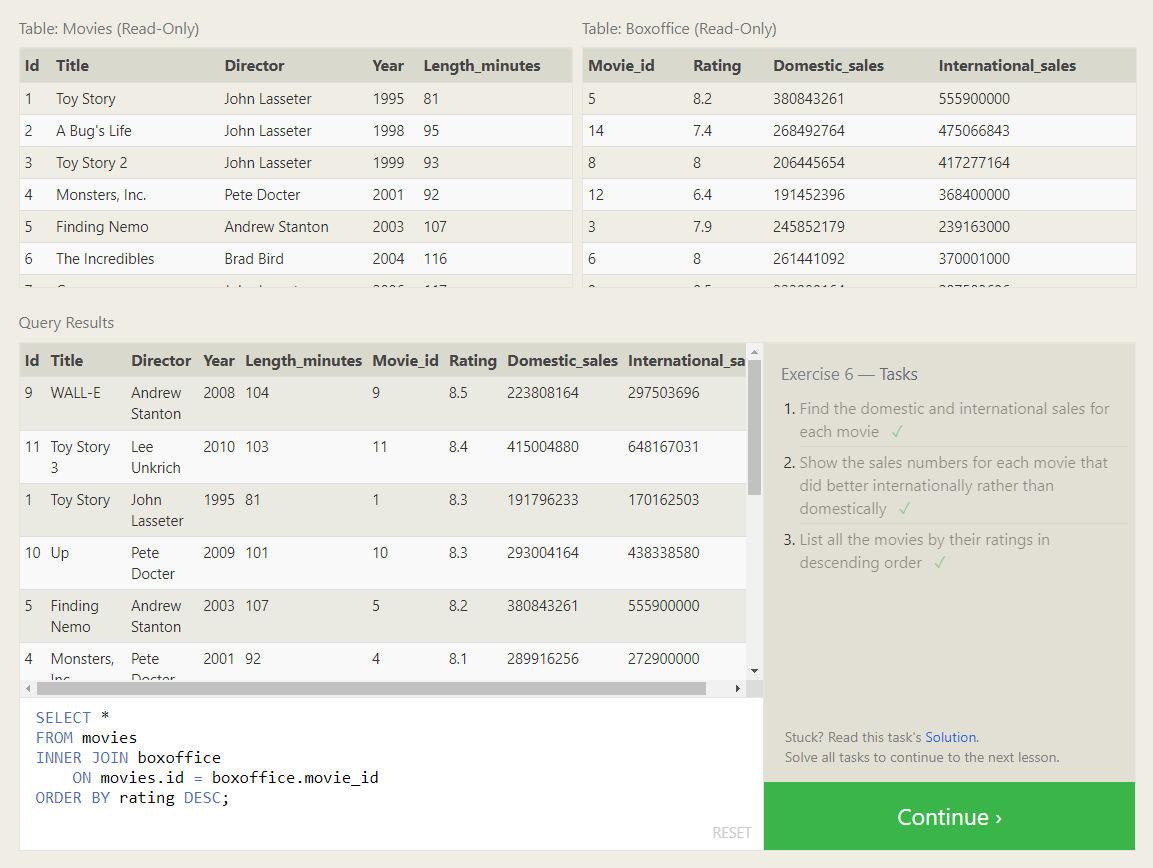 Table: Movies (Read-Only)
Id Title Director Year Length_minutes
1 Toy Story John Lasseter 1995 81
2 A Bug's Life John Lasseter 1998 95
3 Toy Story 2 John Lasseter 1999 93
4 Monsters, Inc. Pete Docter 2001 92
5 Finding Nemo Andrew Stanton 2003 107
6 The Incredibles Brad Bird 2004 116
Table: Boxoffice (Read-Only)
Movie_id Rating Domestic_sales International_sales
5 8.2 380843261 555900000
14 7.4 268492764 475066843
8 8 206445654 417277164
12 6.4 191452396 368400000
3 7.9 245852179 239163000
6 8 261441092 370001000
Query Results
Id Title Director Year Length_minutes Movie_id Rating Domestic_sales International_sa
9 WALL-E Andrew 2008 104 9 8.5 223808164 297503696
Stanton
11 Toy Story Lee 2010 103 11 8.4 415004880 648167031
3 Unkrich
1 Toy Story John 1995 81 1 8.3 191796233 170162503
Lasseter
10 Up Pete 2009 101 10 8.3 293004164 438338580
Docter
5 Finding Andrew 2003 107 5 8.2 380843261 555900000
Nemo Stanton
4 Monsters, Pete 2001 92 4 8.1 289916256 272900000
Inc. Docter
SELECT *
FROM movies
INNER JOIN boxoffice
ON movies.id = boxoffice.movie_id
ORDER BY rating DESC;
RESET
Exercise 6 — Tasks
1. Find the domestic and international sales for
each movie ✓
2. Show the sales numbers for each movie that
did better internationally rather than
domestically ✓
3. List all the movies by their ratings in
descending order ✓
Stuck? Read this task's Solution.
Solve all tasks to continue to the next lesson.
Continue ›